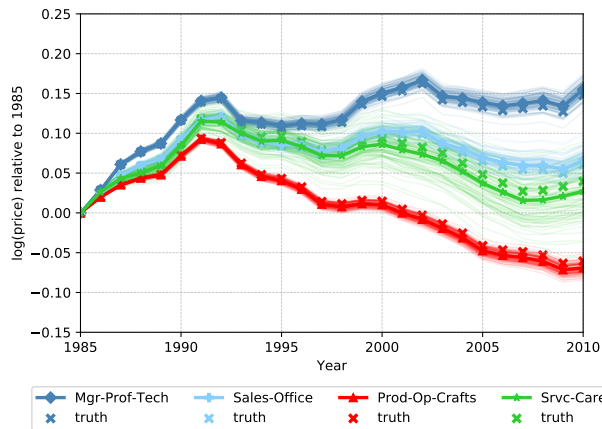 0.25
0.20
0.15
0.10
0.05
0.00
−0.05
−0.10
−0.15
log(price) relative to 1985
1985 1990 1995 2000 2005 2010
Year
Mgr-Prof-Tech Sales-Office Prod-Op-Crafts Srvc-Care
truth truth truth truth